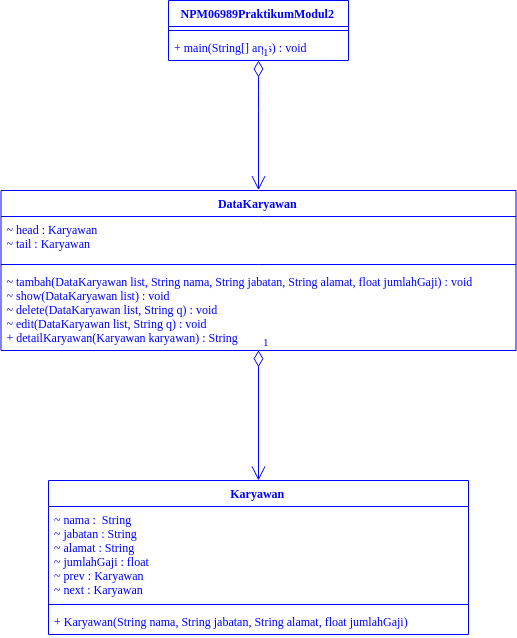 NPM06989PraktikumModul2
+ main(String[] args) : void
1
DataKaryawan
~ head : Karyawan
~ tail : Karyawan
~ tambah(DataKaryawan list, String nama, String jabatan, String alamat, float jumlahGaji) : void
~ show(DataKaryawan list) : void
~ delete(DataKaryawan list, String q) : void
~ edit(DataKaryawan list, String q) : void
+ detailKaryawan(Karyawan karyawan) : String
1
Karyawan
~ nama :  String
~ jabatan : String
~ alamat : String
~ jumlahGaji : float
~ prev : Karyawan
~ next : Karyawan
+ Karyawan(String nama, String jabatan, String alamat, float jumlahGaji)